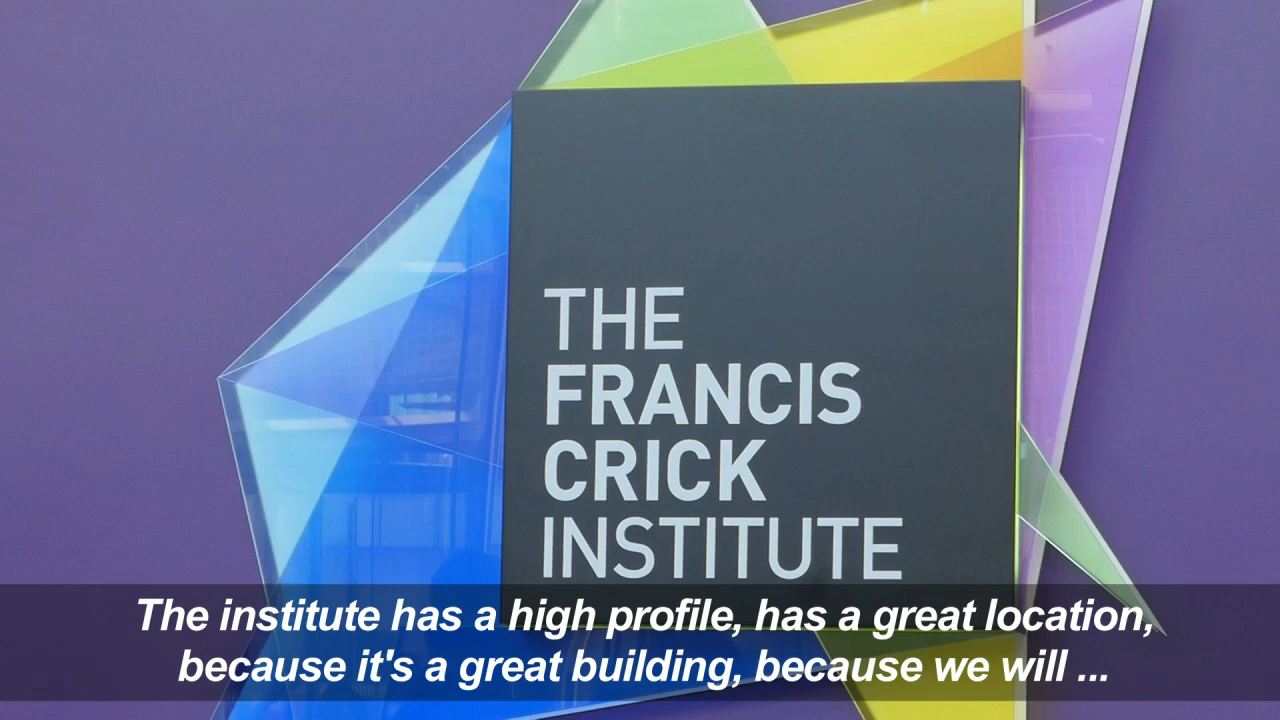 THE
FRANCIS
CRICK
INSTITUTE
The institute has a high profile, has a great location,
because it's a great building, because we will ...